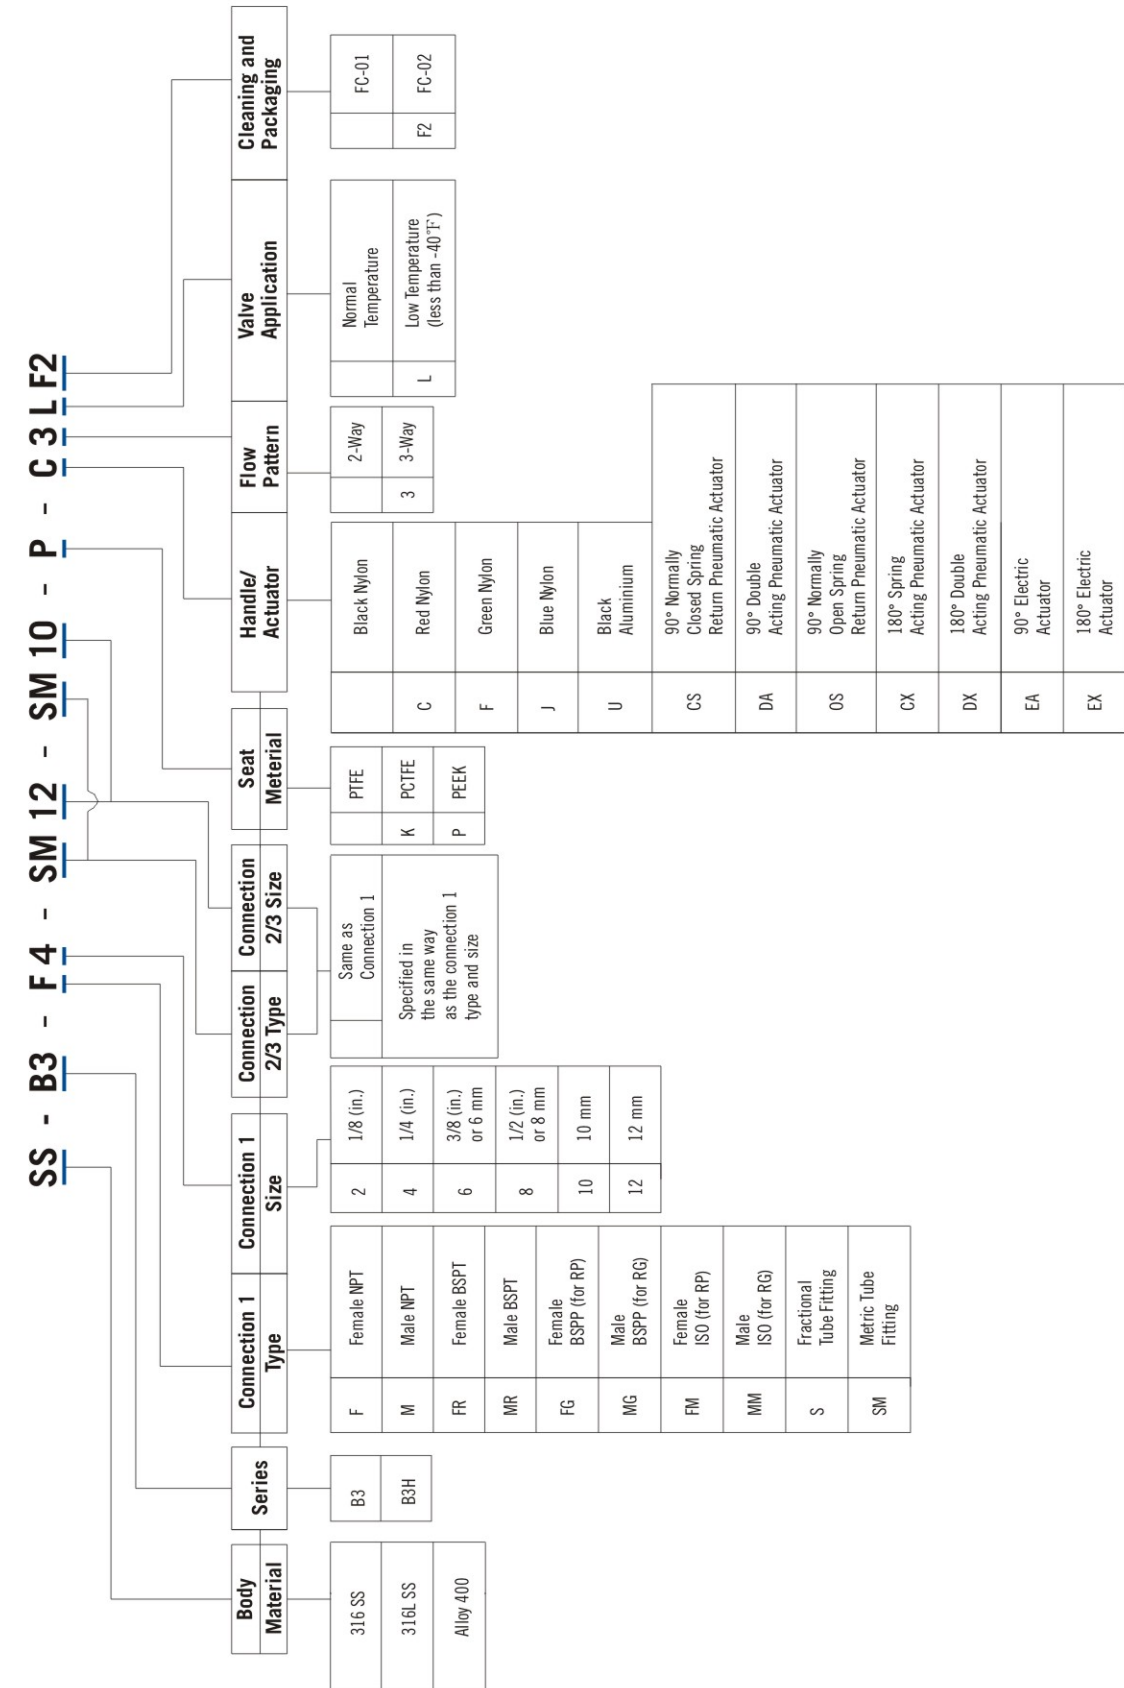 SS - B3 - F 4 - SM 12 - SM 10 - P - C 3 L F2
Body
Material
316 SS
316L SS
Alloy 400
Series
B3
B3H
Connection 1
Type
F Female NPT
M Male NPT
FR Female BSPT
MR Male BSPT
FG Female
BSPP (for RP)
MG Male
BSPP (for RG)
FM Female
ISO (for RP)
MM Male
ISO (for RG)
S Fractional
Tube Fitting
SM Metric Tube
Fitting
Connection 1
Size
2 1/8 (in.)
4 1/4 (in.)
6 3/8 (in.)
or 6 mm
8 1/2 (in.)
or 8 mm
10 10 mm
12 12 mm
Connection
2/3 Type
Connection
2/3 Size
Same as
Connection 1
Specified in
the same way
as the connection 1
type and size
Seat
Meterial
PTFE
K PCTFE
P PEEK
Handle/
Actuator
Black Nylon
C Red Nylon
F Green Nylon
J Blue Nylon
U Black
Aluminium
CS 90° Normally
Closed Spring
Return Pneumatic Actuator
DA 90° Double
Acting Pneumatic Actuator
OS 90° Normally
Open Spring
Return Pneumatic Actuator
CX 180° Spring
Acting Pneumatic Actuator
DX 180° Double
Acting Pneumatic Actuator
EA 90° Electric
Actuator
EX 180° Electric
Actuator
Flow
Pattern
2-Way
3 3-Way
Valve
Application
Normal
Temperature
L Low Temperature
(less than -40°F)
Cleaning and
Packaging
FC-01
F2 FC-02